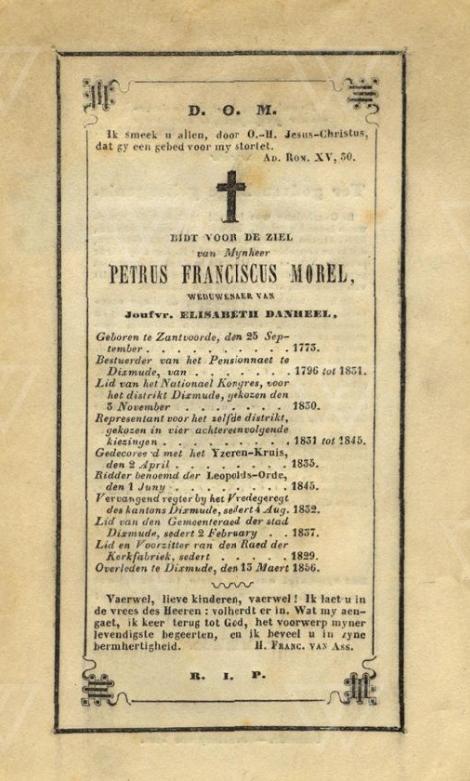 D. O. M.
Ik smeek u allen, door O.-H. Jesus-Christus,
dat gy een gebed voor my stortet.
AD. ROM. XV, 30.
BIDT VOOR DE ZIEL
van Mynheer
PETRUS FRANCISCUS MOREL,
WEDUWENAER VAN
Joufvr. ELISABETH DANHEEL,
Geboren te Zantvoorde, den 25 Sep-
tember . . . . . . . . . . 1773.
Bestuerder van het Pensionnaet te
Dixmude, van . . . . . . . 1796 tot 1831.
Lid van het Nationael Kongres, voor
het distrikt Dixmude, gekozen den
3 November . . . . . . . 1830.
Representant voor het zelfde distrikt,
gekozen in vier achtereenvolgende
kiezingen . . . . . . . . . 1831 tot 1845.
Gedecoreerd met het Yzeren-Kruis,
den 2 April . . . . . . . . 1835.
Ridder benoemd der Leopolds-Orde,
den 1 Juny . . . . . . . . 1845.
Vervangend regter by het Vredegeregt
des kantons Dixmude, sedert 4 Aug. 1832.
Lid van den Gemeenteraed der stad
Dixmude, sedert 2 February . . 1837.
Lid en Voorzitter van den Raed der
Kerkfabriek, sedert . . . . . 1829.
Overleden te Dixmude, den 13 Maert 1856.
Vaerwel, lieve kinderen, vaerwel! Ik laet u in
de vrees des Heeren : volherdt er in. Wat my aen-
gaet, ik keer terug tot God, het voorwerp myner
levendigste begeerten, en ik beveel u in zyne
bermhertigheid. H. FRANC. VAN ASS.
R. I. P.